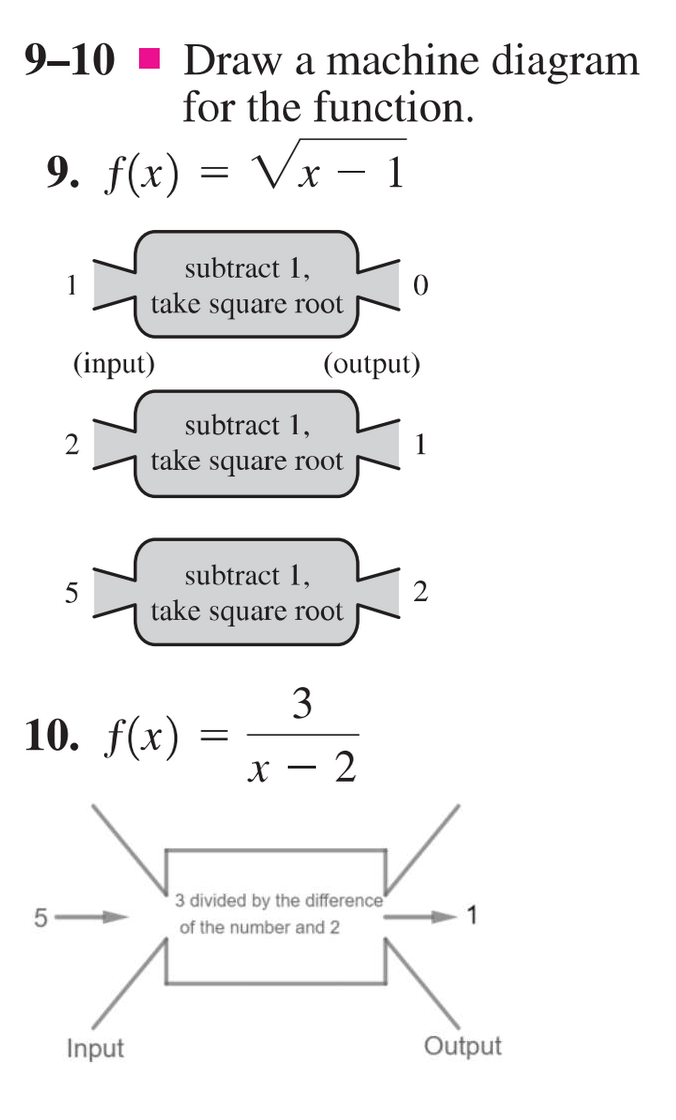 9–10 ■ Draw a machine diagram
for the function.
9. f(x) = √(x − 1)
subtract 1,
1 take square root 0
(input) (output)
subtract 1,
2 take square root 1
subtract 1,
5 take square root 2
10. f(x) = 3/(x − 2)
3 divided by the difference
5 of the number and 2 1
Input Output